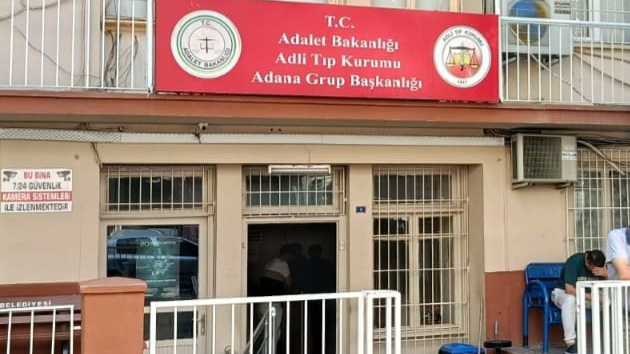 T.C.
Adalet Bakanlığı
Adli Tıp Kurumu
Adana Grup Başkanlığı
T.C.
ADALET BAKANLIĞI
ADLİ TIP KURUMU
BU BİNA
7/24 GÜVENLİK
KAMERA SİSTEMLERİ
İLE İZLENMEKTEDİR
BELEDİYESİ